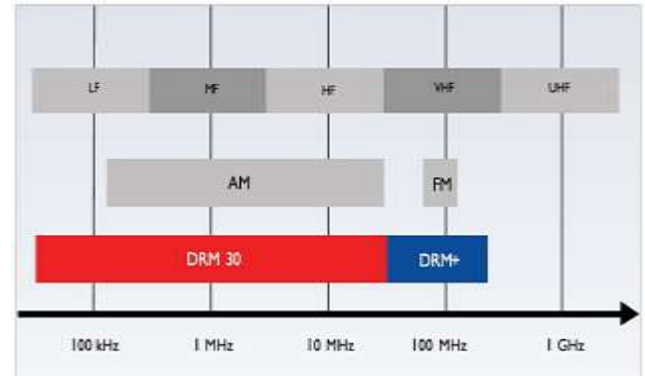 LF MF HF VHF UHF
AM FM
DRM 30 DRM+
100 kHz 1 MHz 10 MHz 100 MHz 1 GHz